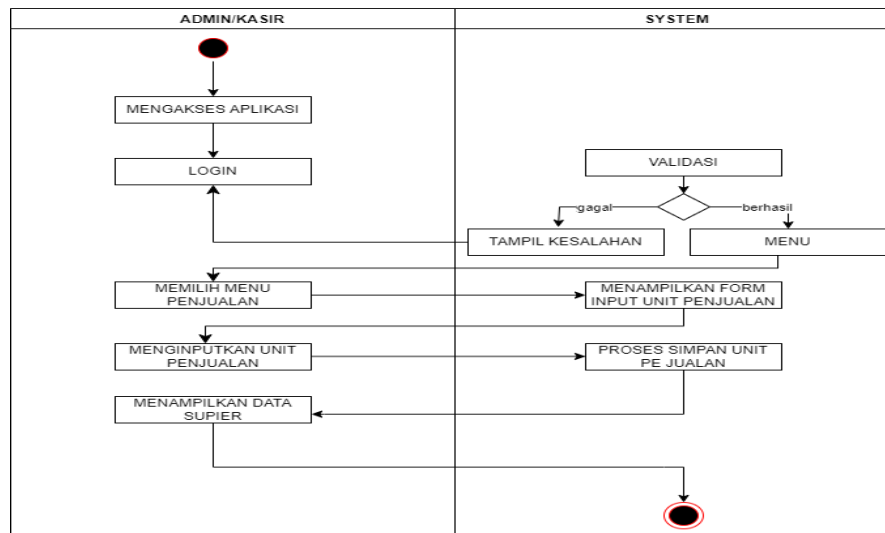 ADMIN/KASIR
SYSTEM
MENGAKSES APLIKASI
LOGIN
VALIDASI
gagal
berhasil
TAMPIL KESALAHAN
MENU
MEMILIH MENU
PENJUALAN
MENAMPILKAN FORM
INPUT UNIT PENJUALAN
MENGINPUTKAN UNIT
PENJUALAN
PROSES SIMPAN UNIT
PE JUALAN
MENAMPILKAN DATA
SUPIER